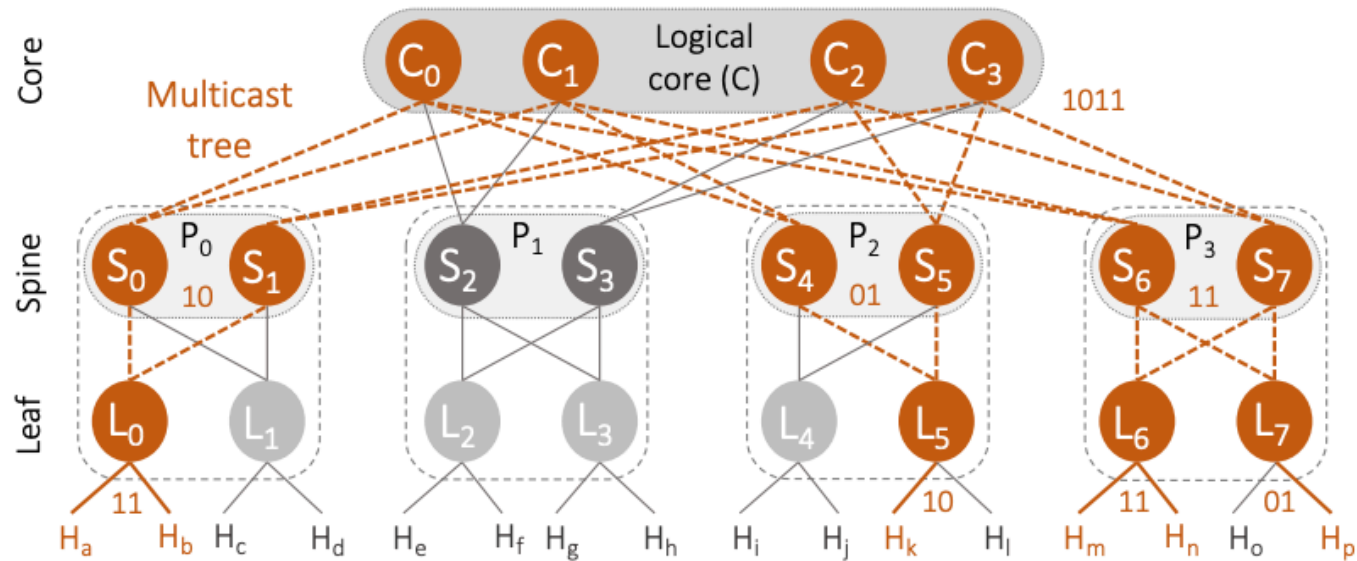 Core
C0 C1 Logical core (C) C2 C3
Multicast tree
1011
Spine
S0 P0 S1 S2 P1 S3 S4 P2 S5 S6 P3 S7
10 01 11
Leaf
L0 L1 L2 L3 L4 L5 L6 L7
11 10 11 01
Ha Hb Hc Hd He Hf Hg Hh Hi Hj Hk Hl Hm Hn Ho Hp